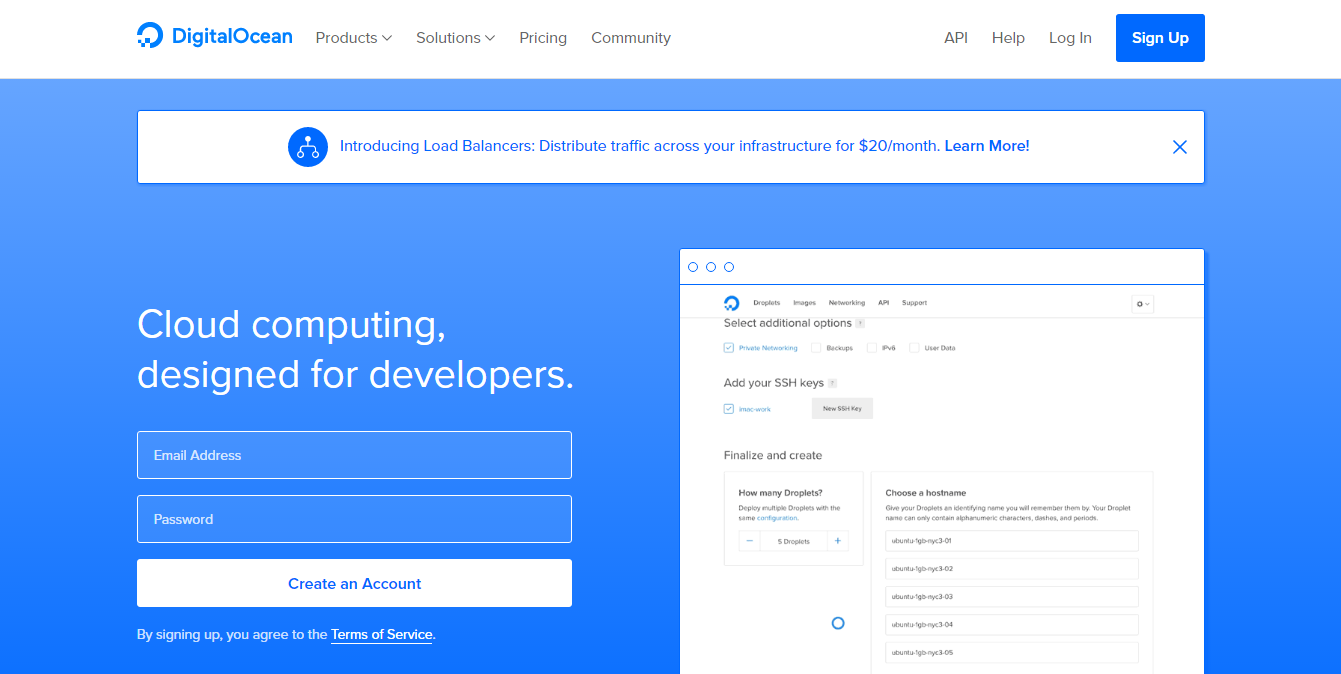 DigitalOcean Products Solutions Pricing Community API Help Log In Sign Up
Introducing Load Balancers: Distribute traffic across your infrastructure for $20/month. Learn More!
Cloud computing,
designed for developers.
Email Address
Password
Create an Account
By signing up, you agree to the Terms of Service.
Droplets Images Networking API Support
Select additional options ?
Private Networking Backups IPv6 User Data
Add your SSH keys ?
imac-work New SSH Key
Finalize and create
How many Droplets?
Deploy multiple Droplets with the
same configuration.
− 5 Droplets +
Choose a hostname
Give your Droplets an identifying name you will remember them by. Your Droplet
name can only contain alphanumeric characters, dashes, and periods.
ubuntu-1gb-nyc3-01
ubuntu-1gb-nyc3-02
ubuntu-1gb-nyc3-03
ubuntu-1gb-nyc3-04
ubuntu-1gb-nyc3-05